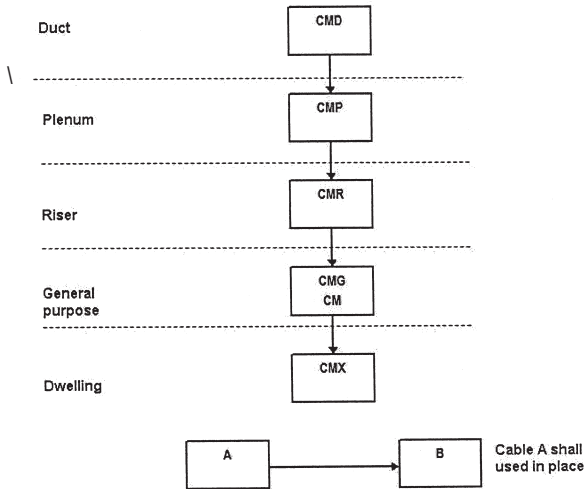 Duct
CMD
\
Plenum
CMP
Riser
CMR
General
purpose
CMG
CM
Dwelling
CMX
A
B
Cable A shall
used in place